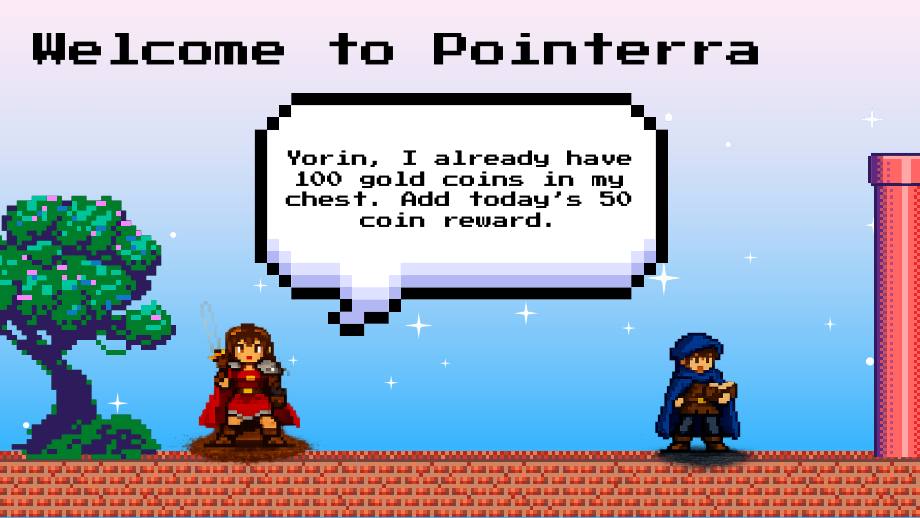 Welcome to Pointerra
Yorin, I already have
100 gold coins in my
chest. Add today's 50
coin reward.